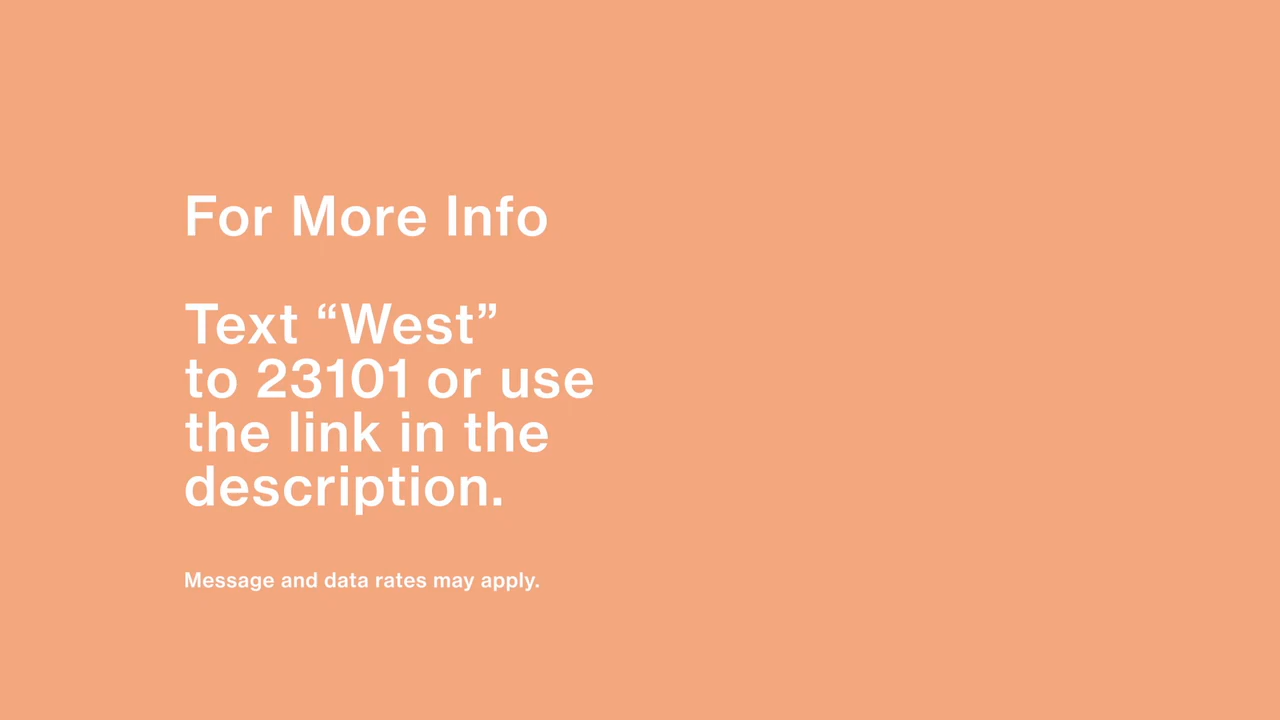 For More Info
Text “West”
to 23101 or use
the link in the
description.
Message and data rates may apply.